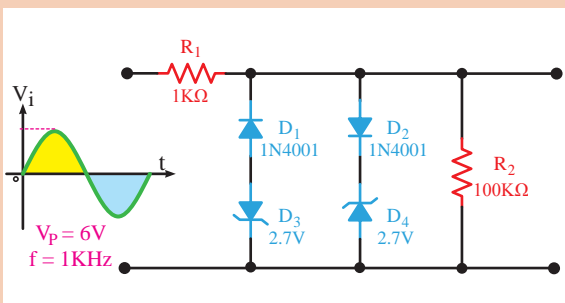 R1
1KΩ
Vi
t
o
VP = 6V
f = 1KHz
D1
1N4001
D3
2.7V
D2
1N4001
D4
2.7V
R2
100KΩ